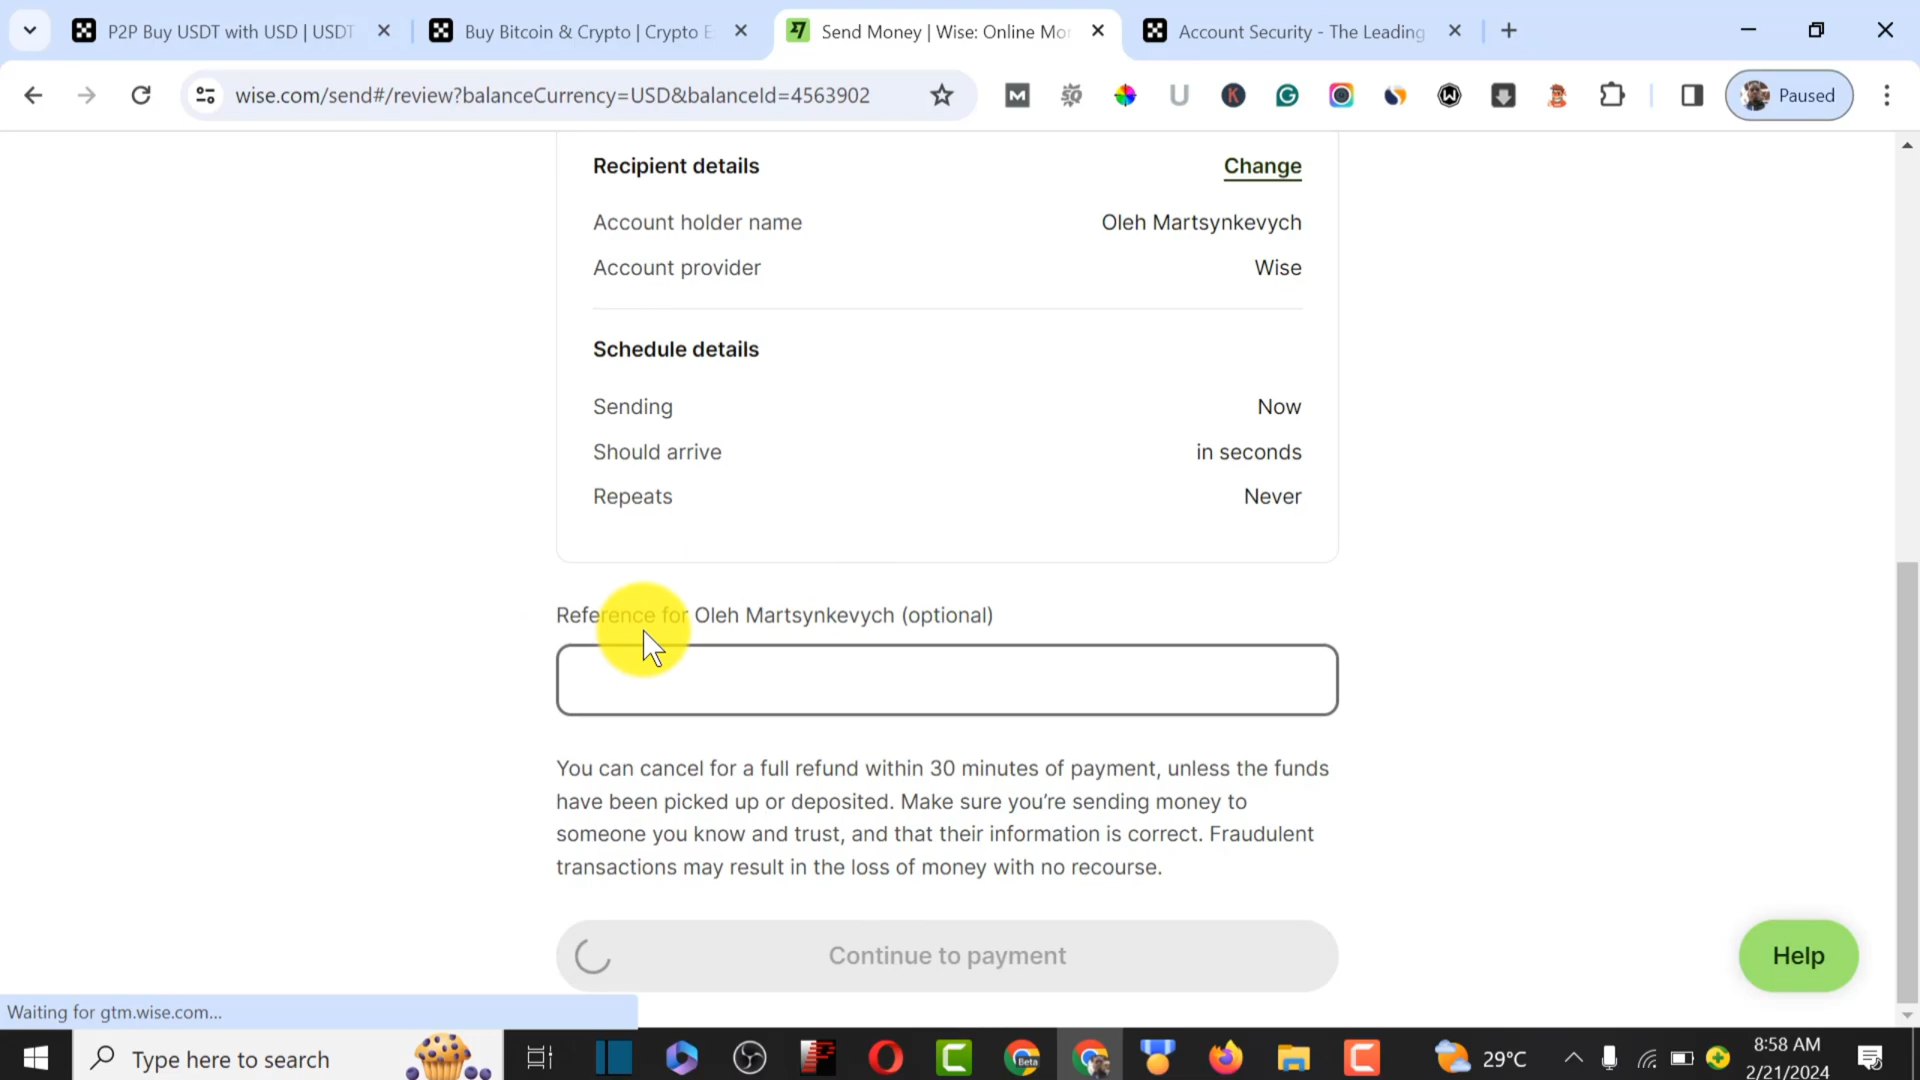 P2P Buy USDT with USD | USDT
Buy Bitcoin & Crypto | Crypto E
Send Money | Wise: Online Mo
Account Security - The Leading
wise.com/send#/review?balanceCurrency=USD&balanceId=4563902
Paused
Recipient details
Change
Account holder name
Oleh Martsynkevych
Account provider
Wise
Schedule details
Sending
Now
Should arrive
in seconds
Repeats
Never
Reference for Oleh Martsynkevych (optional)
You can cancel for a full refund within 30 minutes of payment, unless the funds
have been picked up or deposited. Make sure you're sending money to
someone you know and trust, and that their information is correct. Fraudulent
transactions may result in the loss of money with no recourse.
Continue to payment
Help
Waiting for gtm.wise.com...
Type here to search
Beta
29°C
8:58 AM
2/21/2024